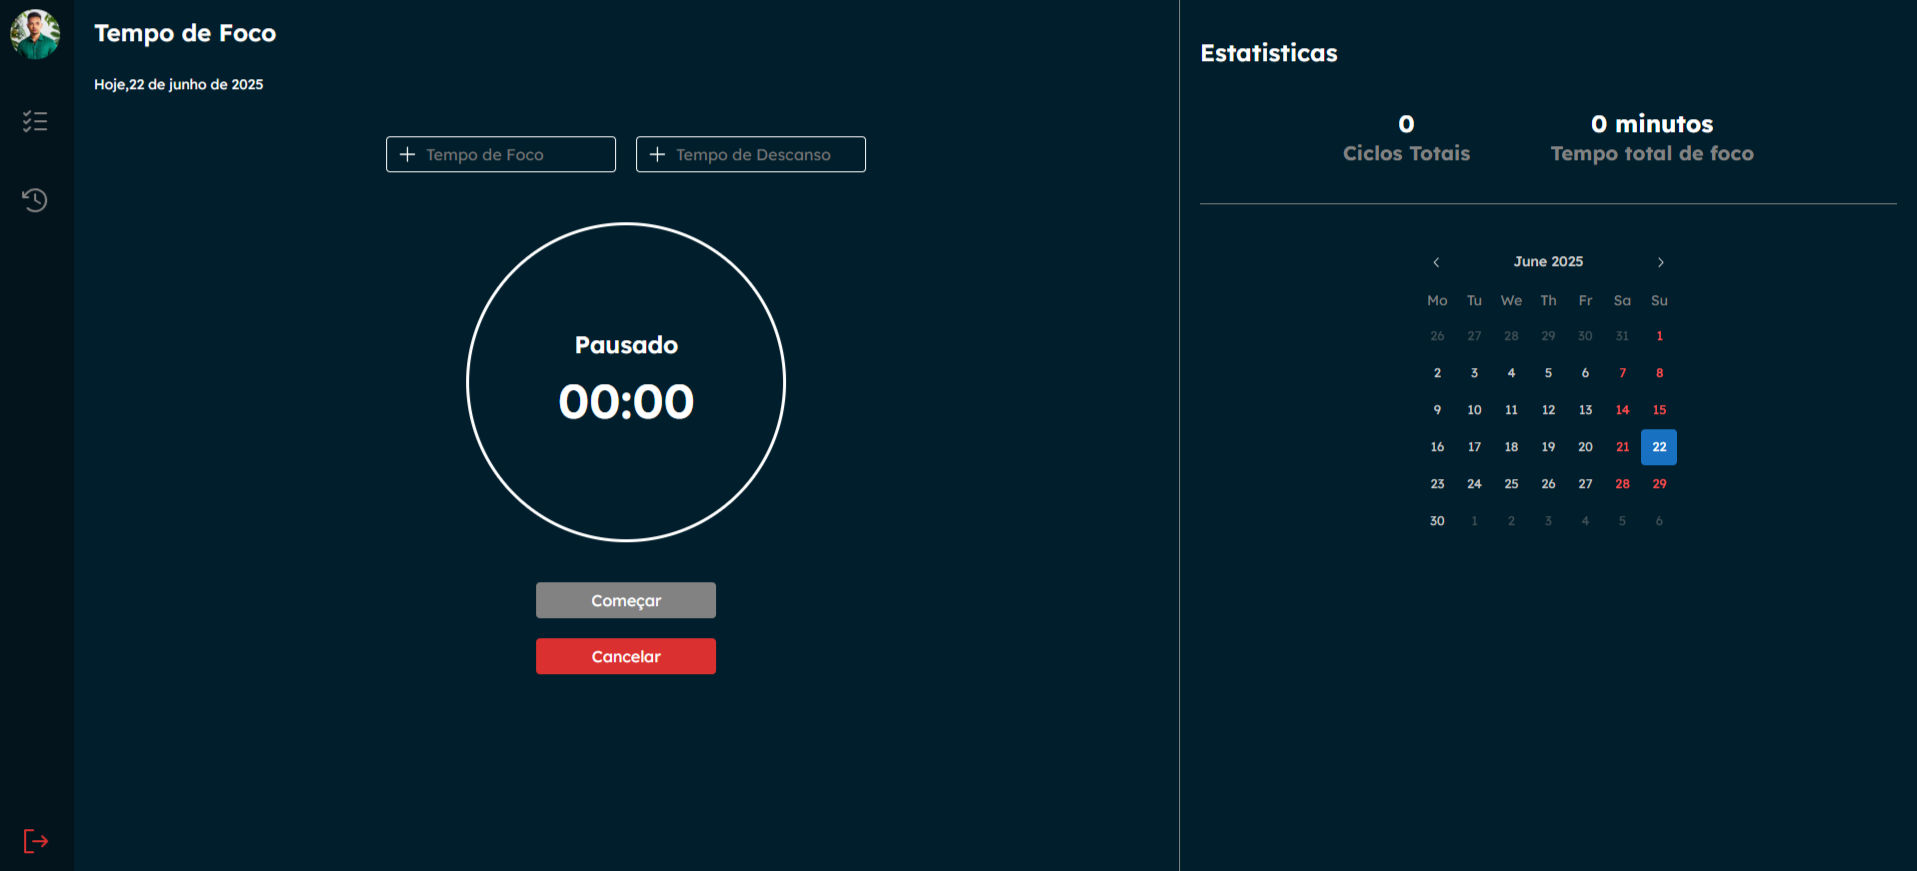 Tempo de Foco
Hoje,22 de junho de 2025
Tempo de Foco
Tempo de Descanso
Pausado
00:00
Começar
Cancelar
Estatisticas
0
Ciclos Totais
0 minutos
Tempo total de foco
June 2025
Mo Tu We Th Fr Sa Su
26 27 28 29 30 31 1
2 3 4 5 6 7 8
9 10 11 12 13 14 15
16 17 18 19 20 21 22
23 24 25 26 27 28 29
30 1 2 3 4 5 6